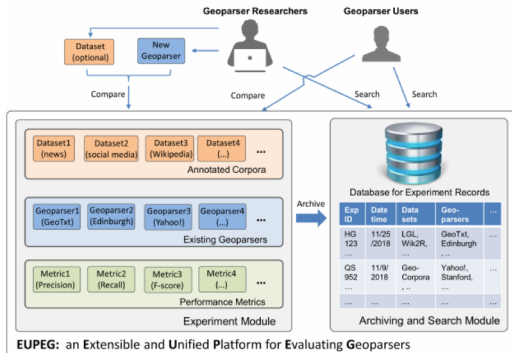 Geoparser Researchers
Geoparser Users
Dataset
(optional)
New
Geoparser
Compare
Compare
Search
Search
Dataset1
(news)
Dataset2
(social media)
Dataset3
(Wikipedia)
Dataset4
(...)
...
Annotated Corpora
Geoparser1
(GeoTxt)
Geoparser2
(Edinburgh)
Geoparser3
(Yahoo!)
Geoparser4
(...)
...
Existing Geoparsers
Metric1
(Precision)
Metric2
(Recall)
Metric3
(F-score)
Metric4
(...)
...
Performance Metrics
Experiment Module
Archive
Database for Experiment Records
Exp ID Date time Data sets Geo-parsers ...
HG 123 ... 11/25 /2018 LGL, Wik2R, ... GeoTxt, Edinburgh , .. ... ...
QS 952 11/9/ 2018 Geo-Corpora , .. Yahoo!, Stanford, ... ...
... ... ... ... ...
Archiving and Search Module
EUPEG: an Extensible and Unified Platform for Evaluating Geoparsers